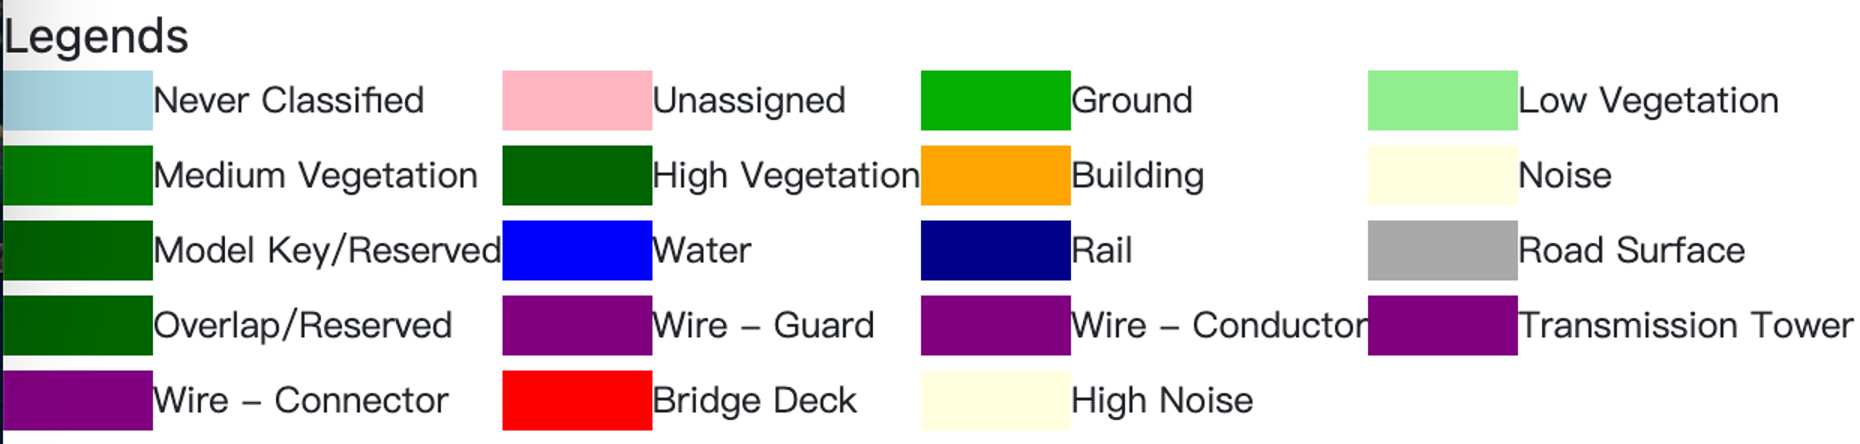 Legends
Never Classified Unassigned Ground Low Vegetation
Medium Vegetation High Vegetation Building Noise
Model Key/Reserved Water Rail Road Surface
Overlap/Reserved Wire – Guard Wire – Conductor Transmission Tower
Wire – Connector Bridge Deck High Noise